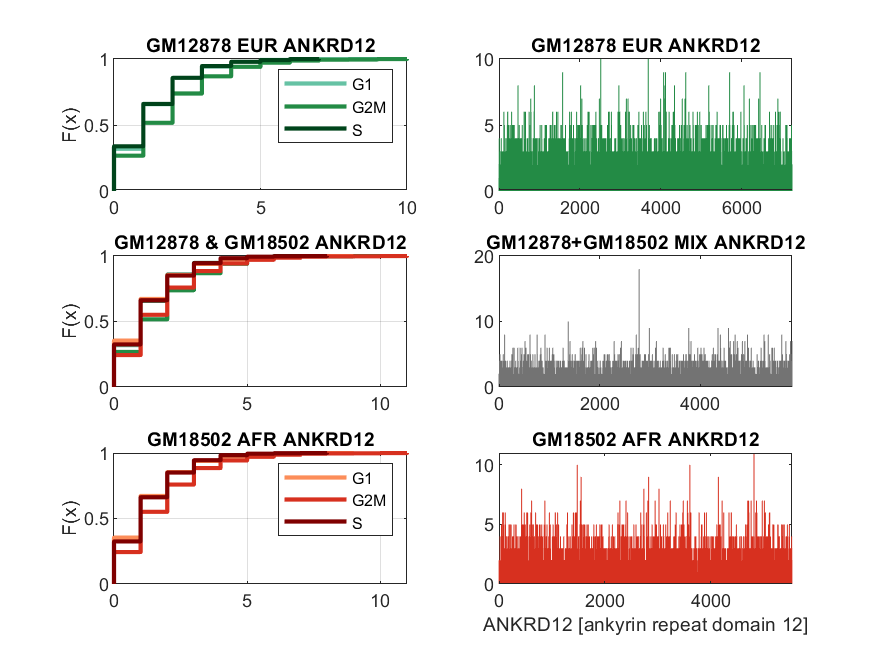 GM12878 EUR ANKRD12
F(x)
1
0.5
0
0 5 10
G1
G2M
S
GM12878 EUR ANKRD12
10
5
0
0 2000 4000 6000
GM12878 & GM18502 ANKRD12
F(x)
1
0.5
0
0 5 10
GM12878+GM18502 MIX ANKRD12
20
10
0
0 2000 4000
GM18502 AFR ANKRD12
F(x)
1
0.5
0
0 5 10
G1
G2M
S
GM18502 AFR ANKRD12
10
5
0
0 2000 4000
ANKRD12 [ankyrin repeat domain 12]